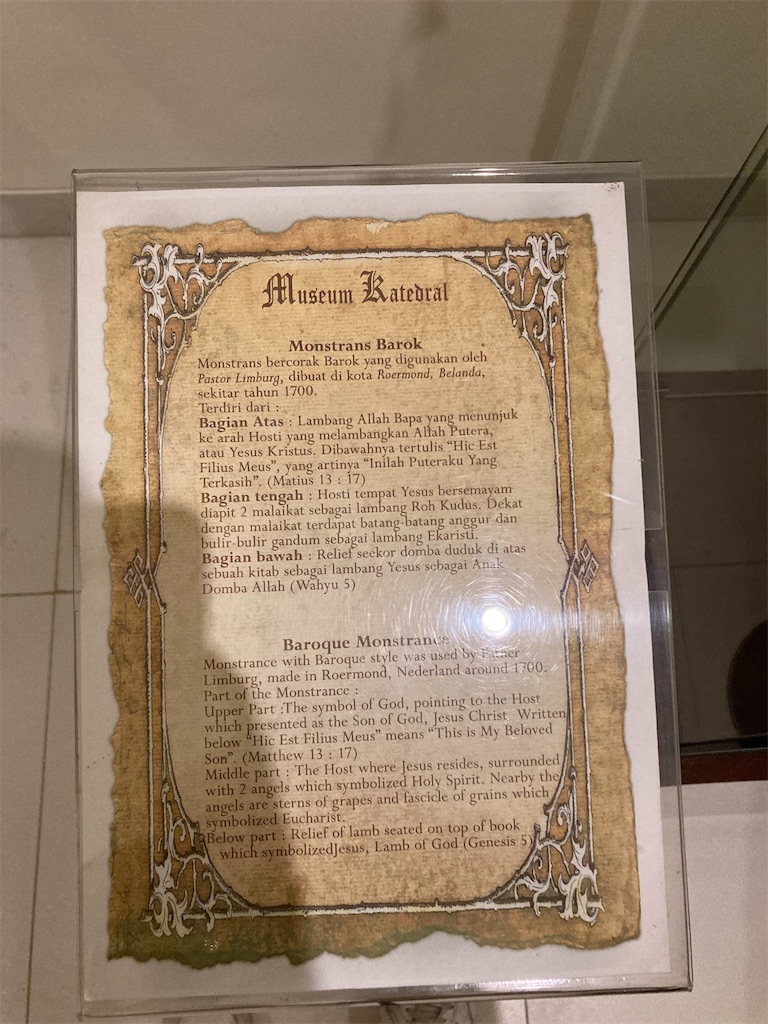 Museum Katedral
Monstrans Barok
Monstrans bercorak Barok yang digunakan oleh
Pastor Limburg, dibuat di kota Roermond, Belanda,
sekitar tahun 1700.
Terdiri dari :
Bagian Atas : Lambang Allah Bapa yang menunjuk
ke arah Hosti yang melambangkan Allah Putera,
atau Yesus Kristus. Dibawahnya tertulis “Hic Est
Filius Meus”, yang artinya “Inilah Puteraku Yang
Terkasih”. (Matius 13 : 17)
Bagian tengah : Hosti tempat Yesus bersemayam
diapit 2 malaikat sebagai lambang Roh Kudus. Dekat
dengan malaikat terdapat batang-batang anggur dan
bulir-bulir gandum sebagai lambang Ekaristi.
Bagian bawah : Relief seekor domba duduk di atas
sebuah kitab sebagai lambang Yesus sebagai Anak
Domba Allah (Wahyu 5)
Baroque Monstrance
Monstrance with Baroque style was used by Father
Limburg, made in Roermond, Nederland around 1700.
Part of the Monstrance :
Upper Part :The symbol of God, pointing to the Host
which presented as the Son of God, Jesus Christ Written
below “Hic Est Filius Meus” means “This is My Beloved
Son”. (Matthew 13 : 17)
Middle part : The Host where Jesus resides, surrounded
with 2 angels which symbolized Holy Spirit. Nearby the
angels are sterns of grapes and fascicle of grains which
symbolized Eucharist.
Below part : Relief of lamb seated on top of book
which symbolizedJesus, Lamb of God (Genesis 5)